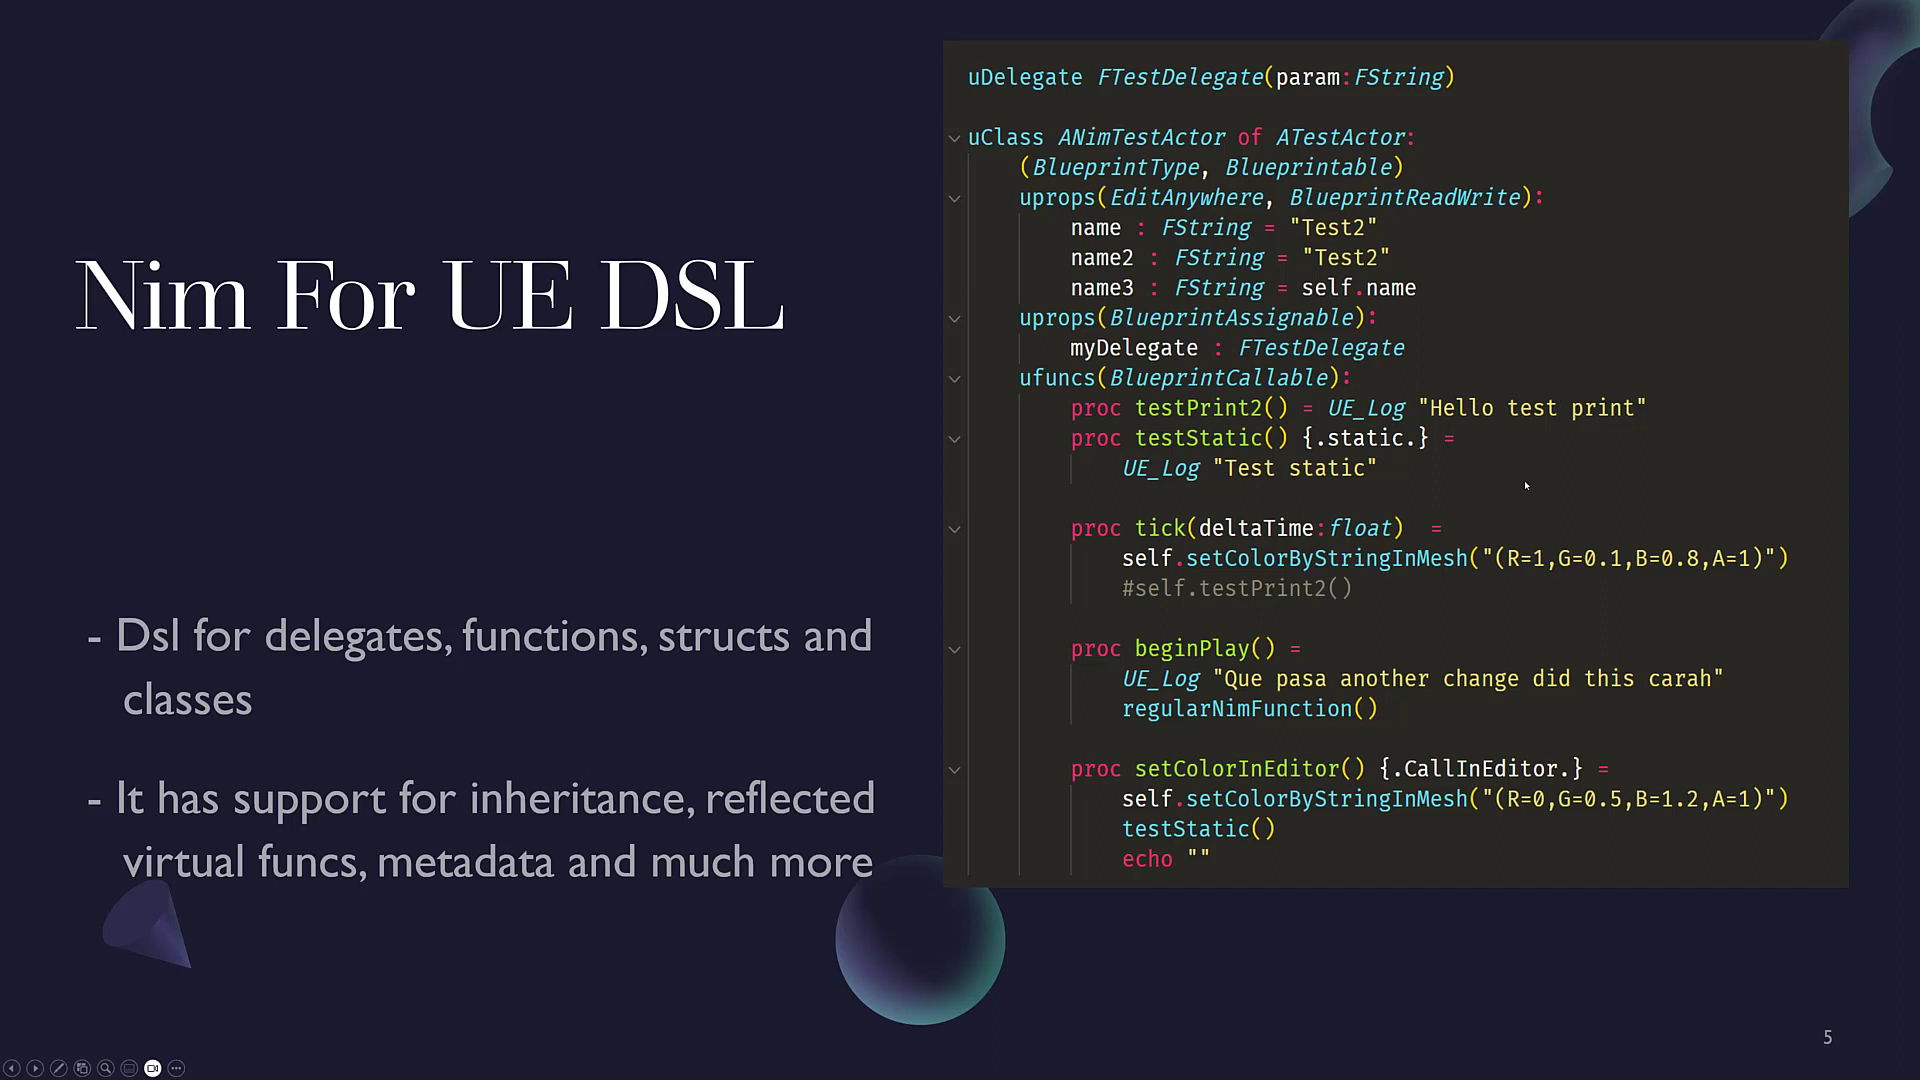 Nim For UE DSL
- Dsl for delegates, functions, structs and
classes
- It has support for inheritance, reflected
virtual funcs, metadata and much more
uDelegate FTestDelegate(param:FString)
uClass ANimTestActor of ATestActor:
(BlueprintType, Blueprintable)
uprops(EditAnywhere, BlueprintReadWrite):
name : FString = "Test2"
name2 : FString = "Test2"
name3 : FString = self.name
uprops(BlueprintAssignable):
myDelegate : FTestDelegate
ufuncs(BlueprintCallable):
proc testPrint2() = UE_Log "Hello test print"
proc testStatic() {.static.} =
UE_Log "Test static"
proc tick(deltaTime:float)  =
self.setColorByStringInMesh("(R=1,G=0.1,B=0.8,A=1)")
#self.testPrint2()
proc beginPlay() =
UE_Log "Que pasa another change did this carah"
regularNimFunction()
proc setColorInEditor() {.CallInEditor.} =
self.setColorByStringInMesh("(R=0,G=0.5,B=1.2,A=1)")
testStatic()
echo ""
5